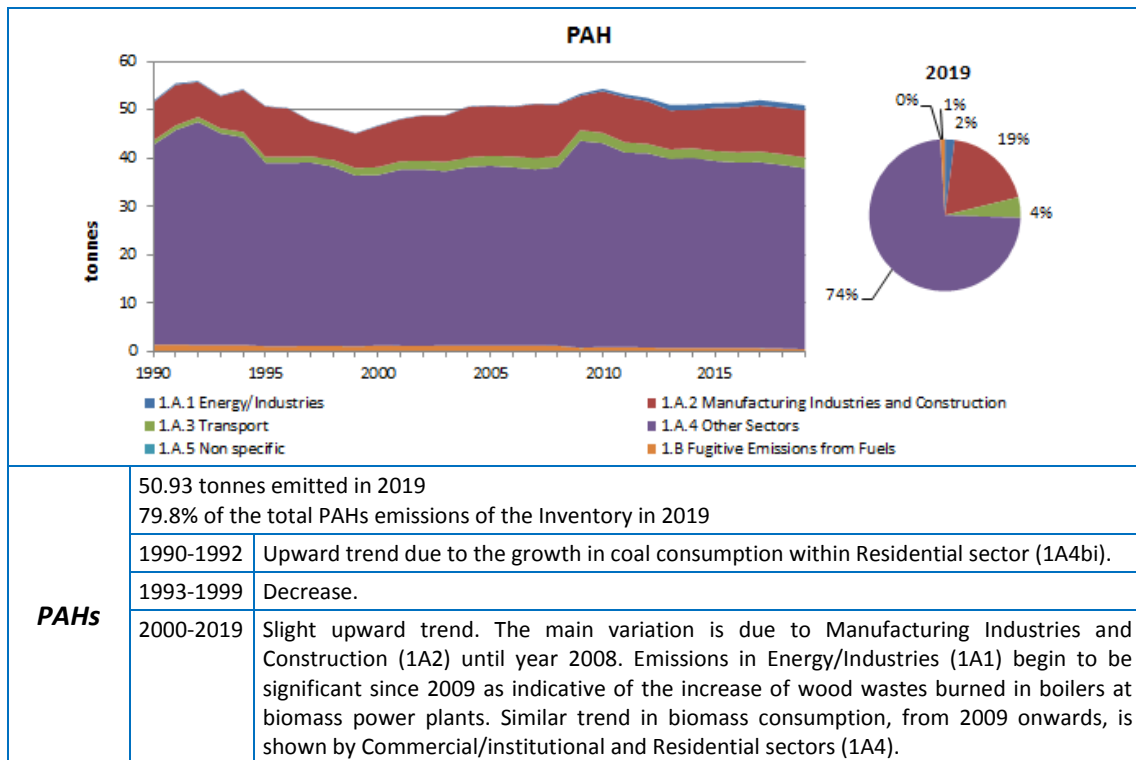 PAH
60
50
40
30
20
10
0
tonnes
1990
1995
2000
2005
2010
2015
2019
0%
1%
2%
19%
4%
74%
1.A.1 Energy/Industries
1.A.2 Manufacturing Industries and Construction
1.A.3 Transport
1.A.4 Other Sectors
1.A.5 Non specific
1.B Fugitive Emissions from Fuels
PAHs
50.93 tonnes emitted in 2019
79.8% of the total PAHs emissions of the Inventory in 2019
1990-1992 Upward trend due to the growth in coal consumption within Residential sector (1A4bi).
1993-1999 Decrease.
2000-2019 Slight upward trend. The main variation is due to Manufacturing Industries and
Construction (1A2) until year 2008. Emissions in Energy/Industries (1A1) begin to be
significant since 2009 as indicative of the increase of wood wastes burned in boilers at
biomass power plants. Similar trend in biomass consumption, from 2009 onwards, is
shown by Commercial/institutional and Residential sectors (1A4).